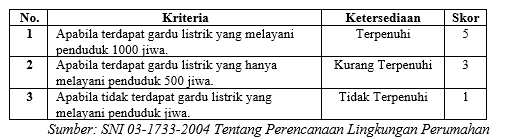 No. Kriteria Ketersediaan Skor
1 Apabila terdapat gardu listrik yang melayani Terpenuhi 5
penduduk 1000 jiwa.
2 Apabila terdapat gardu listrik yang hanya Kurang Terpenuhi 3
melayani penduduk 500 jiwa.
3 Apabila tidak terdapat gardu listrik yang Tidak Terpenuhi 1
melayani penduduk jiwa.
Sumber: SNI 03-1733-2004 Tentang Perencanaan Lingkungan Perumahan